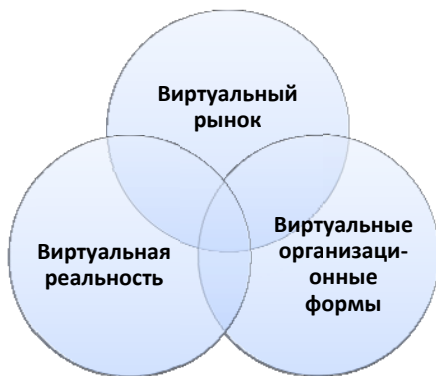 Виртуальный
рынок
Виртуальная
реальность
Виртуальные
организаци-
онные
формы